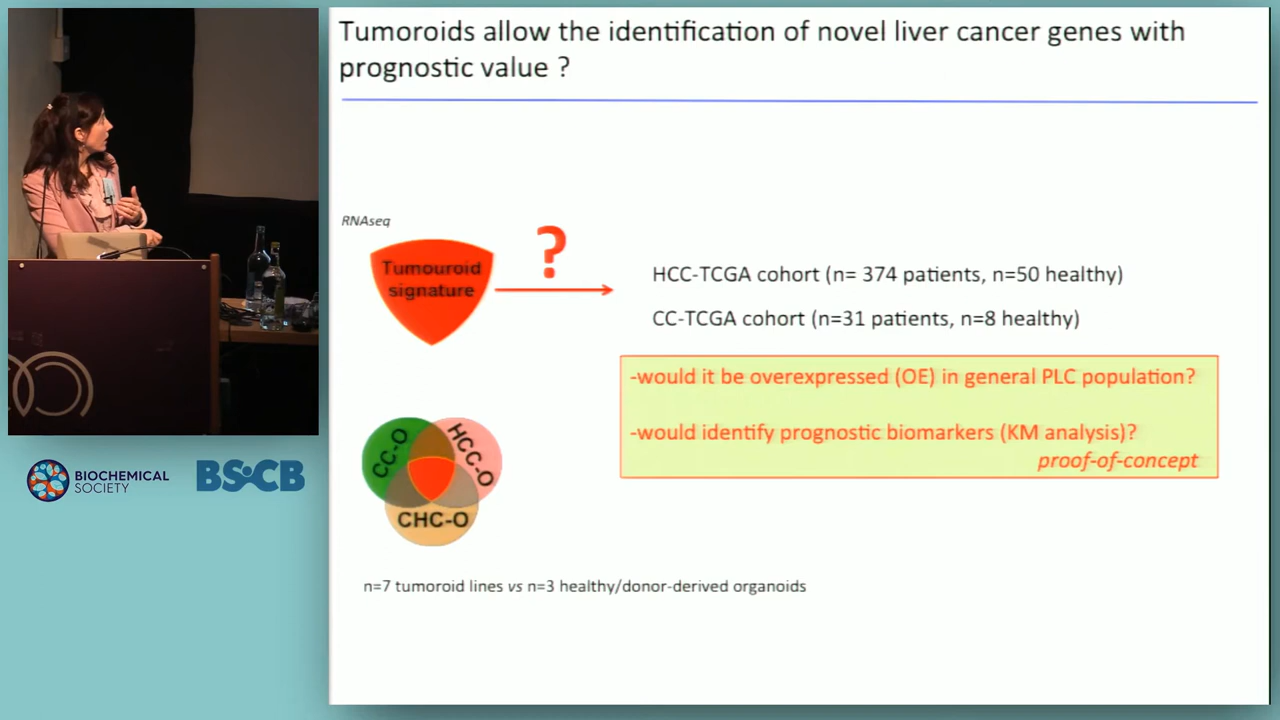 Tumoroids allow the identification of novel liver cancer genes with
prognostic value ?
RNAseq
Tumouroid
signature
?
HCC-TCGA cohort (n= 374 patients, n=50 healthy)
CC-TCGA cohort (n=31 patients, n=8 healthy)
-would it be overexpressed (OE) in general PLC population?
-would identify prognostic biomarkers (KM analysis)?
proof-of-concept
CC-O
HCC-O
CHC-O
n=7 tumoroid lines vs n=3 healthy/donor-derived organoids
BIOCHEMICAL
SOCIETY
BSCB